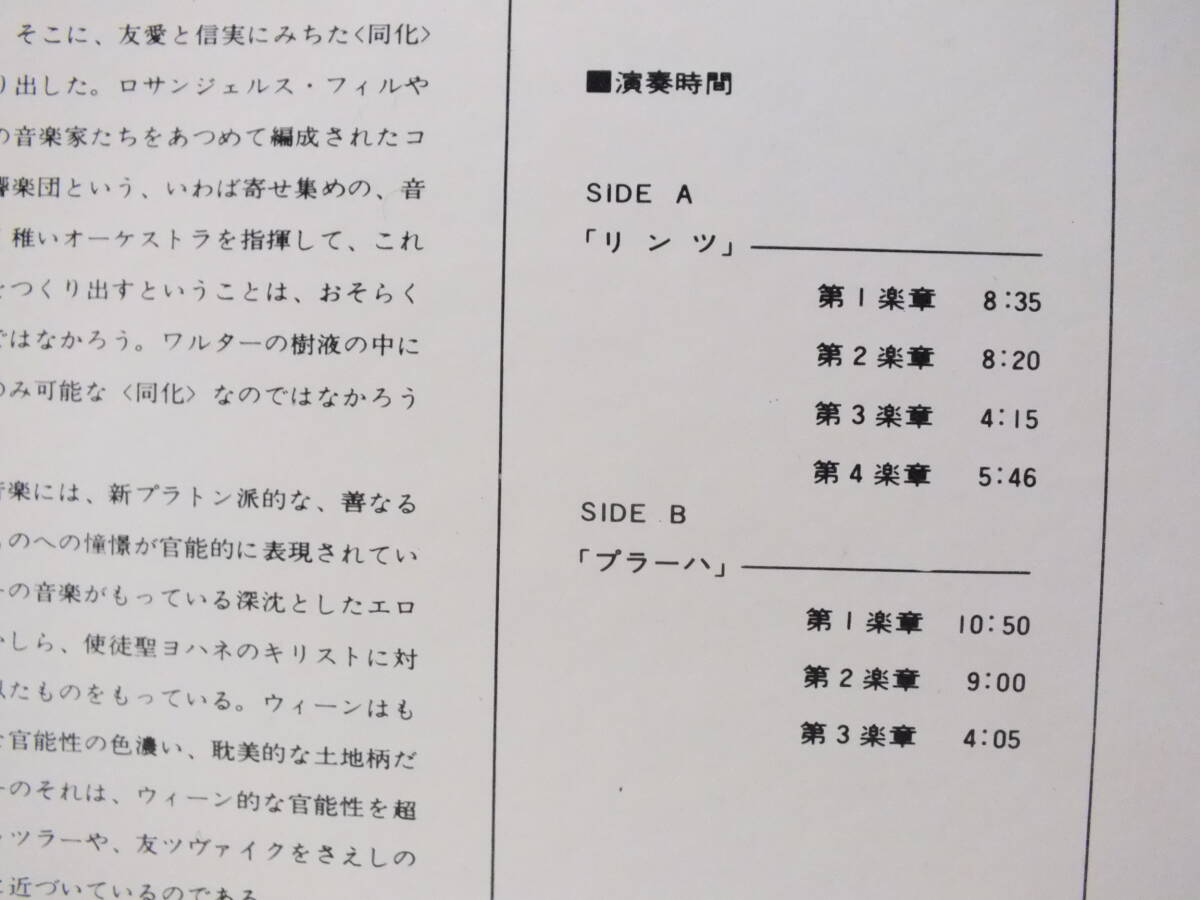 そこに、友愛と信実にみちた〈同化〉
り出した。ロサンジェルス・フィルや
の音楽家たちをあつめて編成されたコ
響楽団という、いわば寄せ集めの、音
稚いオーケストラを指揮して、これ
をつくり出すということは、おそらく
ではなかろう。ワルターの樹液の中に
のみ可能な〈同化〉なのではなかろう
音楽には、新プラトン派的な、善なる
ものへの憧憬が官能的に表現されてい
ーの音楽がもっている深沈としたエロ
かしら、使徒聖ヨハネのキリストに対
似たものをもっている。ウィーンはも
な官能性の色濃い、耽美的な土地柄だ
ーのそれは、ウィーン的な官能性を超
ッツラーや、友ツヴァイクをさえしの
に近づいているのである
■演奏時間
SIDE A
「リンツ」
第1楽章 8:35
第2楽章 8:20
第3楽章 4:15
第4楽章 5:46
SIDE B
「プラーハ」
第1楽章 10:50
第2楽章 9:00
第3楽章 4:05